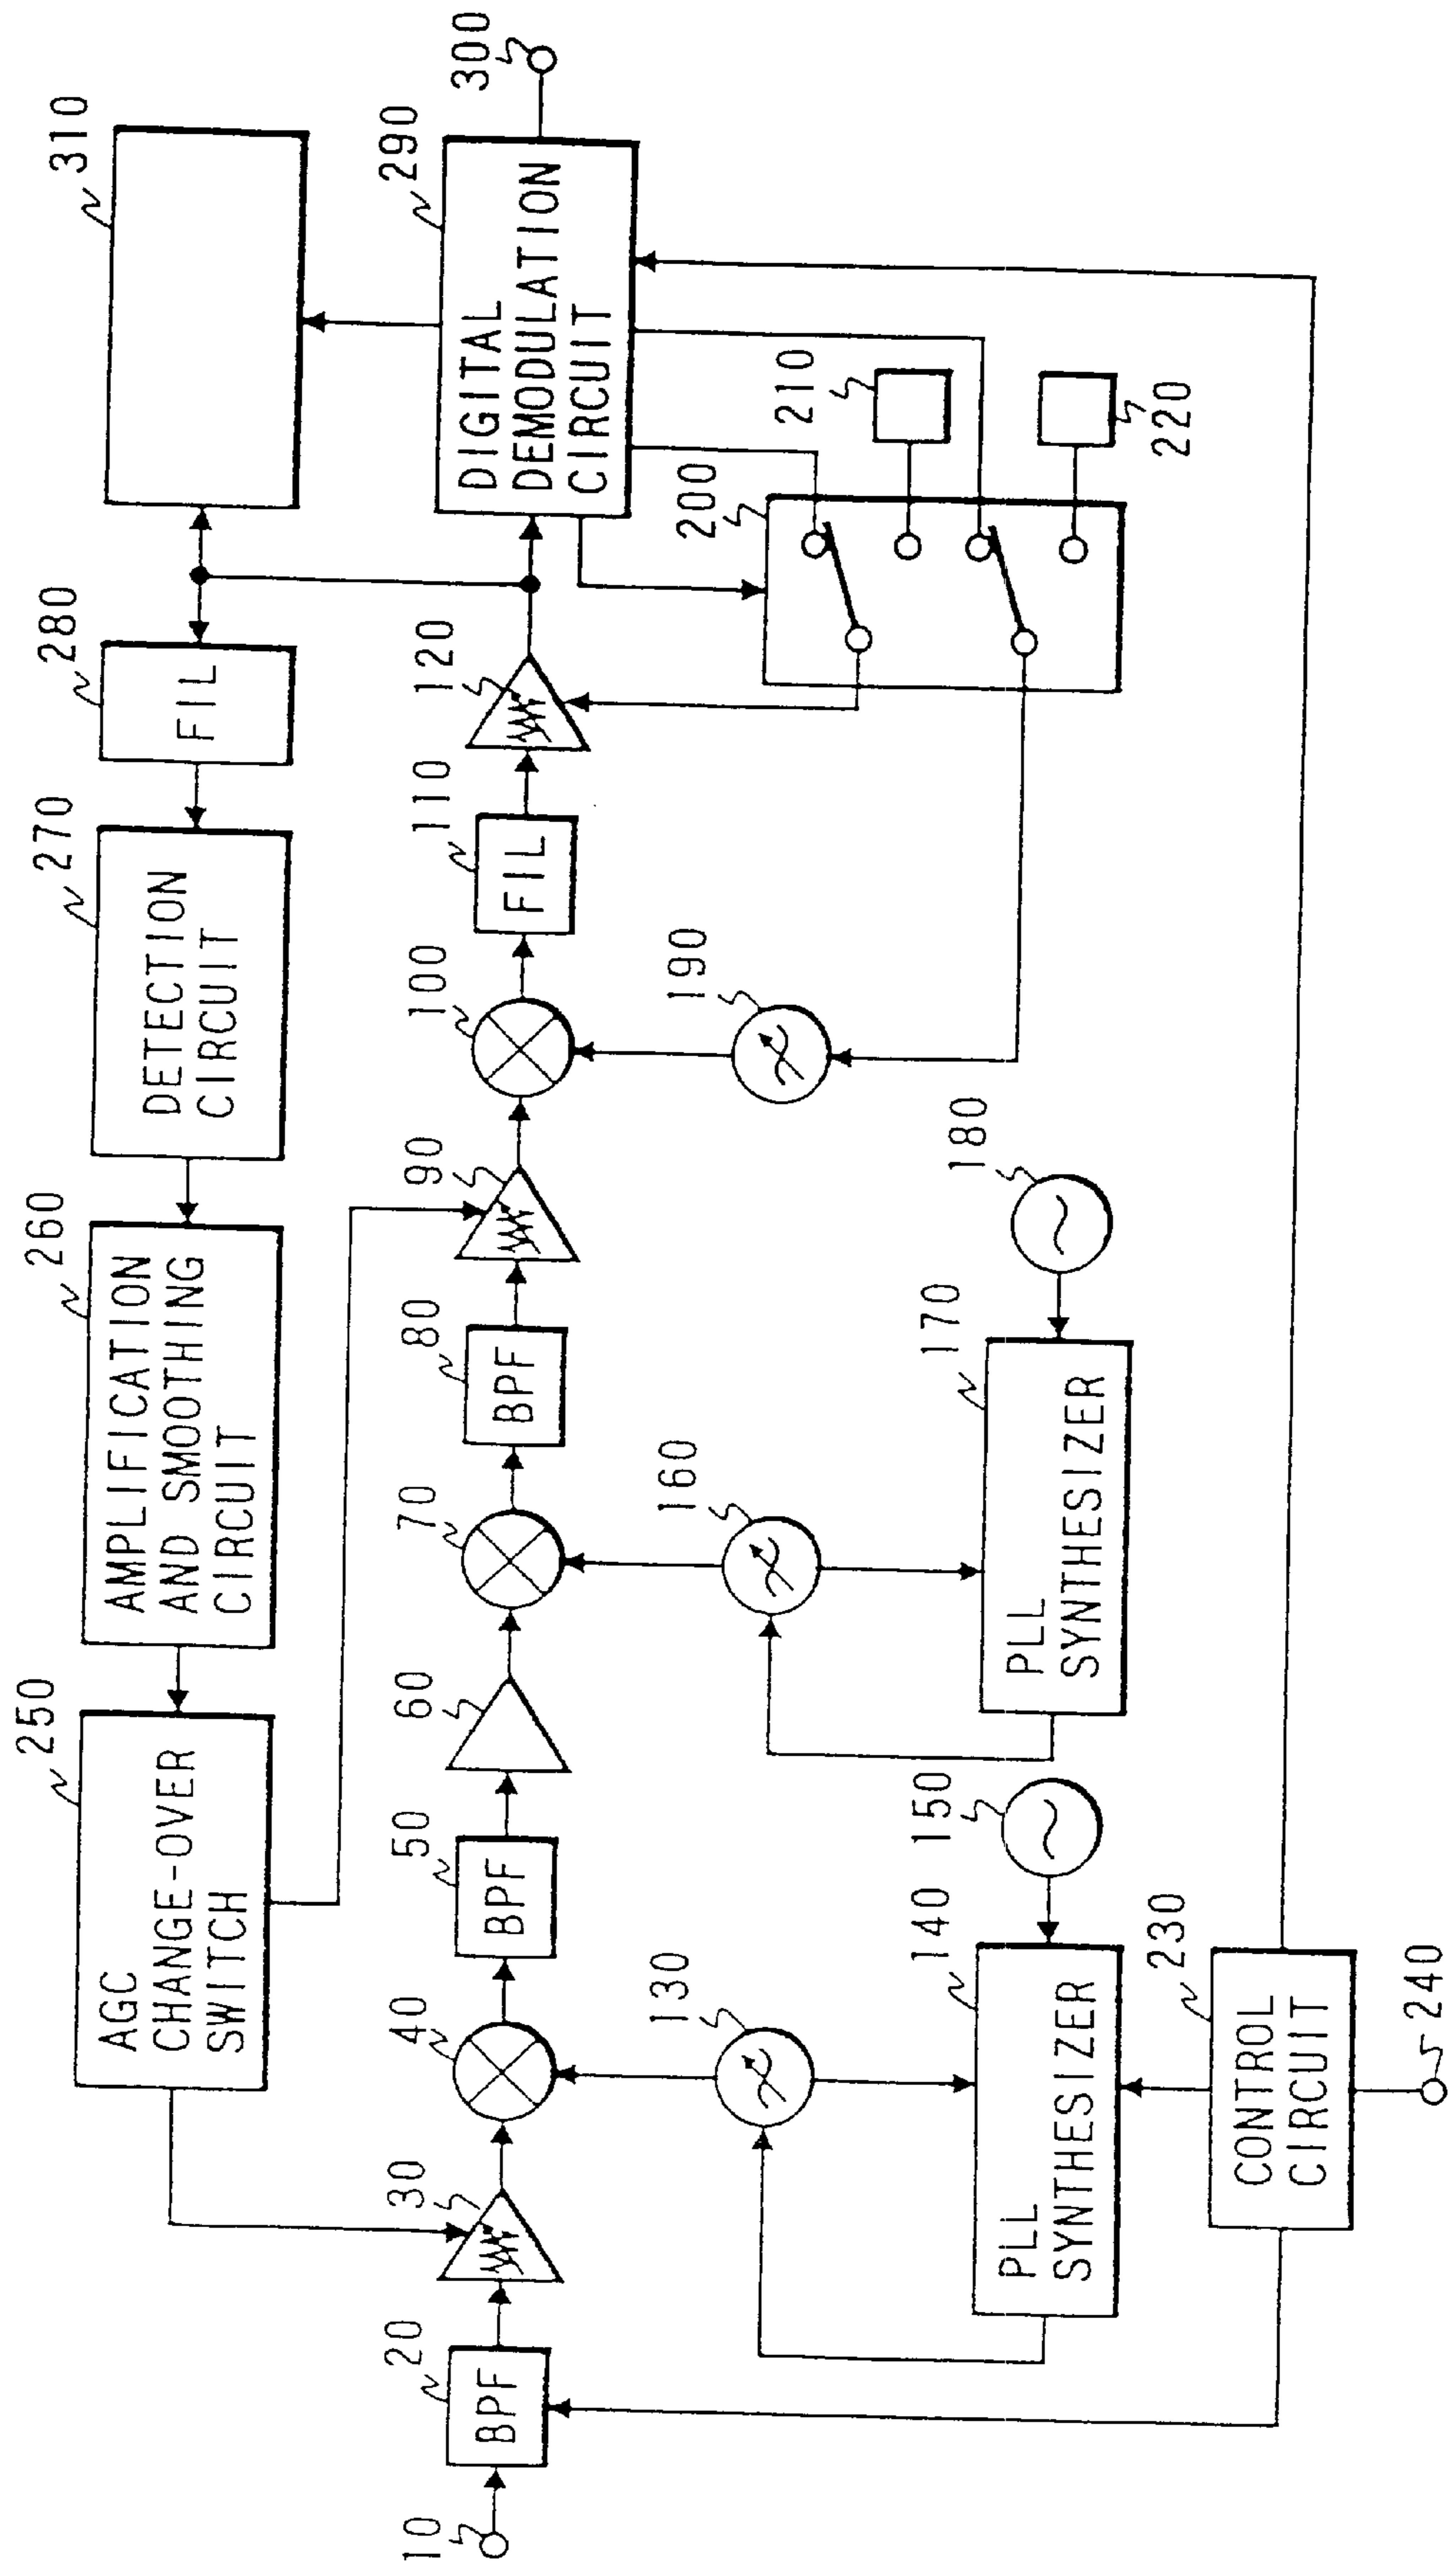 250
AGC
CHANGE-OVER
SWITCH
260
AMPLIFICATION
AND SMOOTHING
CIRCUIT
270
DETECTION
CIRCUIT
280
FIL
310
10
20
BPF
30
40
50
BPF
60
70
80
BPF
90
100
110
FIL
120
290
DIGITAL
DEMODULATION
CIRCUIT
300
130
160
190
200
210
220
140
PLL
SYNTHESIZER
150
170
PLL
SYNTHESIZER
180
230
CONTROL
CIRCUIT
240